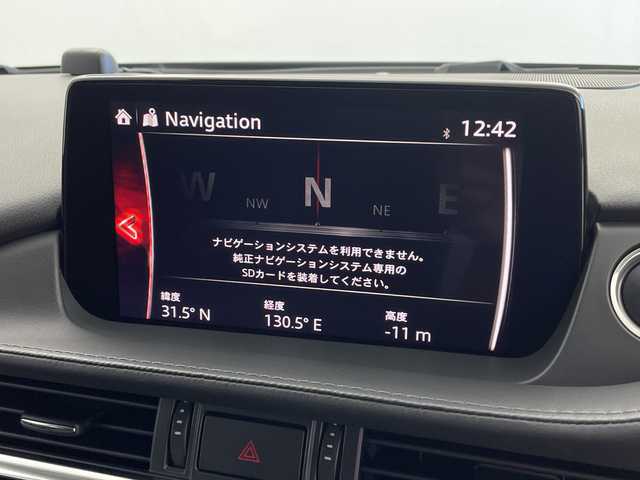 Navigation
12:42
W NW N NE E
ナビゲーションシステムを利用できません。
純正ナビゲーションシステム専用の
SDカードを装着してください。
緯度 経度 高度
31.5° N 130.5° E -11 m